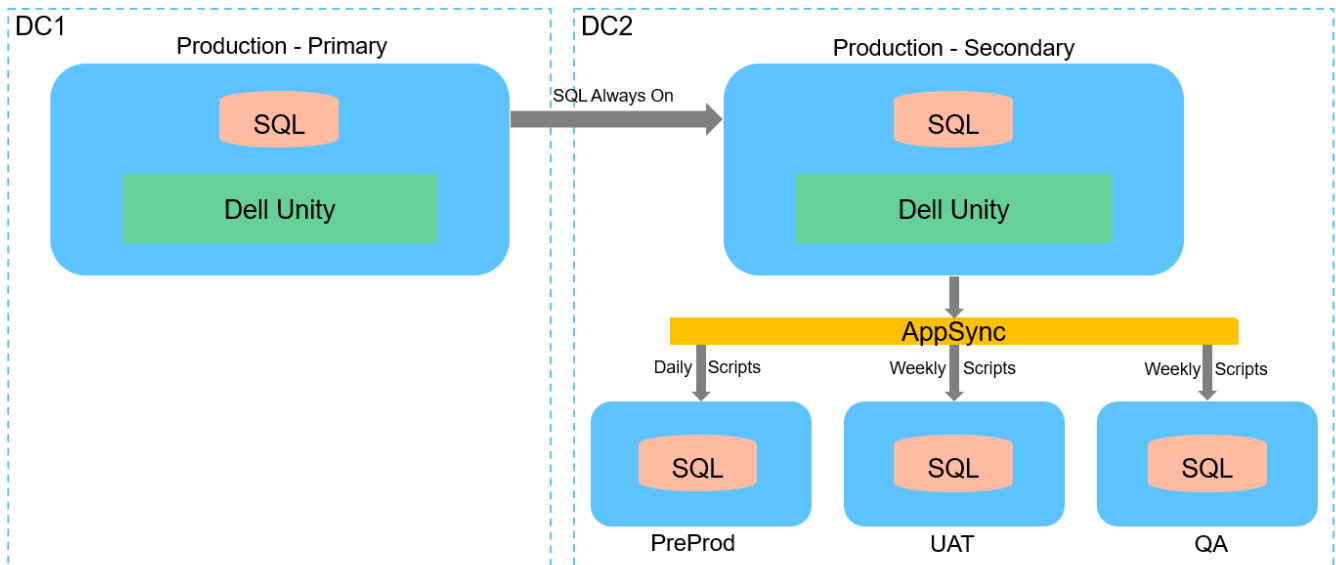 DC1
DC2
Production - Primary
Production - Secondary
SQL
SQL Always On
SQL
Dell Unity
Dell Unity
AppSync
Daily Scripts
Weekly Scripts
Weekly Scripts
SQL
SQL
SQL
PreProd
UAT
QA